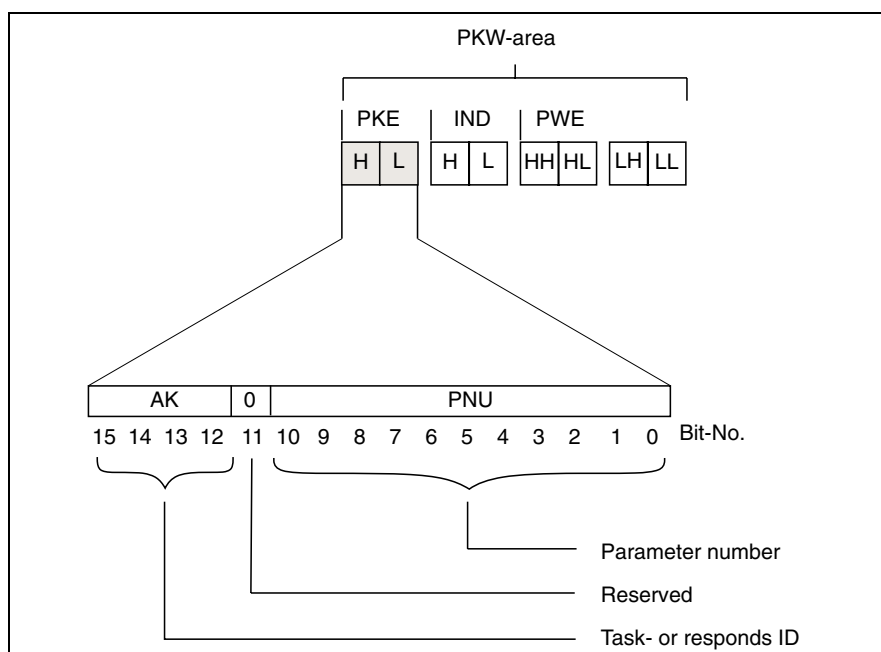 PKW-area
PKE IND PWE
H L H L HH HL LH LL
AK 0 PNU
15 14 13 12 11 10 9 8 7 6 5 4 3 2 1 0 Bit-No.
Parameter number
Reserved
Task- or responds ID